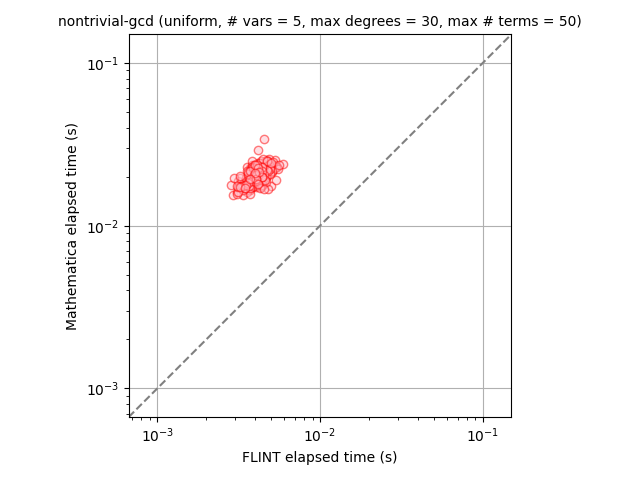 nontrivial-gcd (uniform, # vars = 5, max degrees = 30, max # terms = 50)
Mathematica elapsed time (s)
10⁻¹
10⁻²
10⁻³
10⁻³ 10⁻² 10⁻¹
FLINT elapsed time (s)